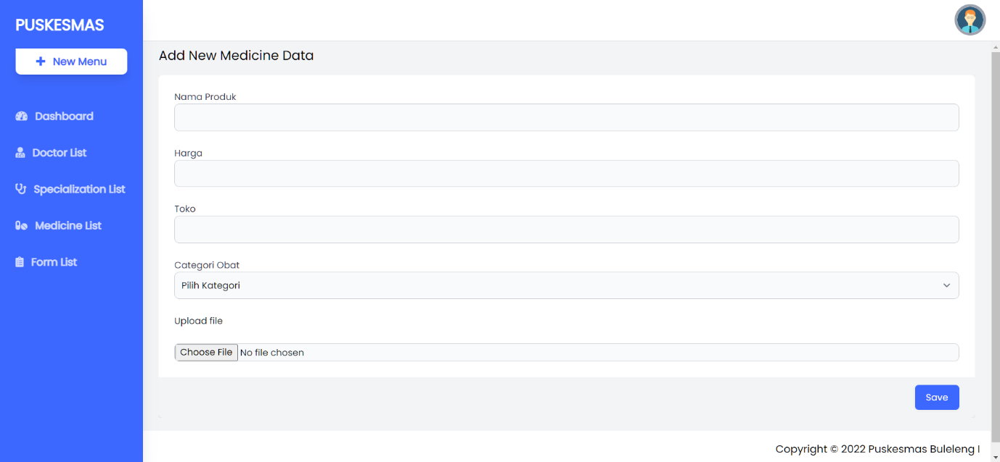 PUSKESMAS
New Menu
Dashboard
Doctor List
Specialization List
Medicine List
Form List
Add New Medicine Data
Nama Produk
Harga
Toko
Categori Obat
Pilih Kategori
Upload file
Choose File No file chosen
Save
Copyright © 2022 Puskesmas Buleleng I